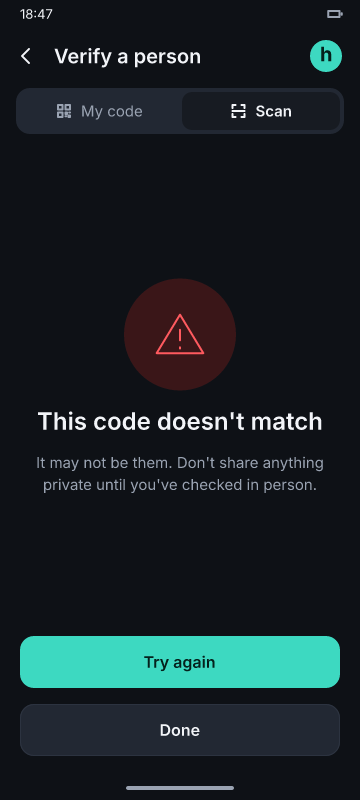 18:47
Verify a person
h
My code
Scan
This code doesn't match
It may not be them. Don't share anything
private until you've checked in person.
Try again
Done